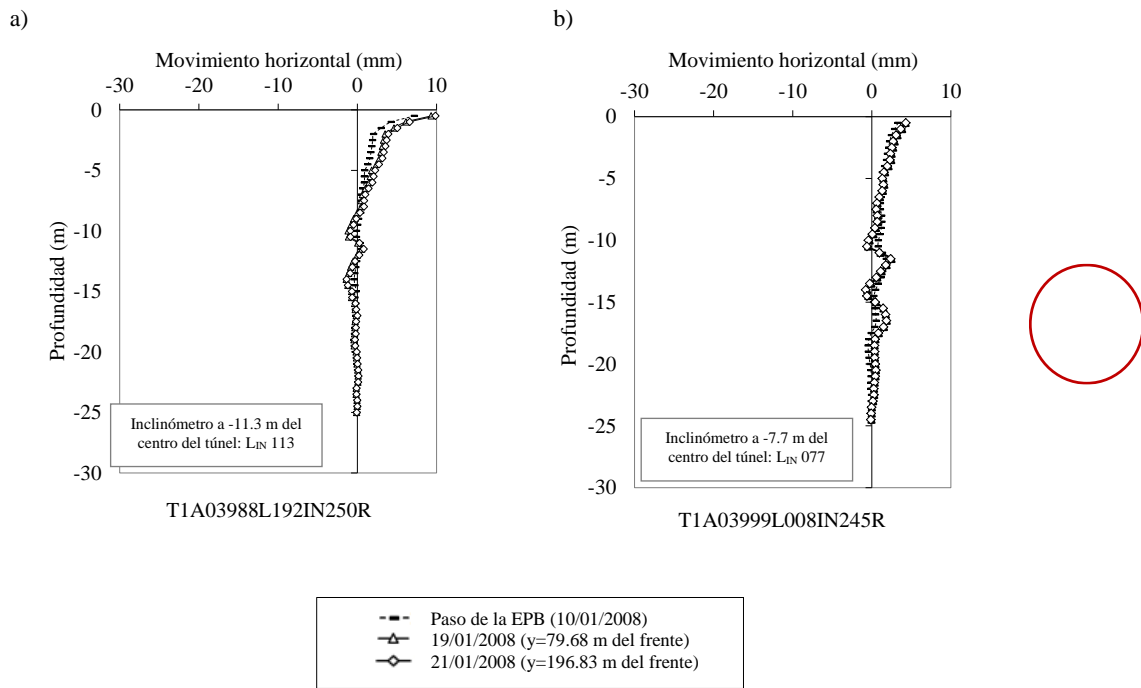 a)
Movimiento horizontal (mm)
-30 -20 -10 0 10
0
-5
-10
-15
-20
-25
-30
Profundidad (m)
Inclinómetro a -11.3 m del
centro del túnel: LIN 113
T1A03988L192IN250R
b)
Movimiento horizontal (mm)
-30 -20 -10 0 10
0
-5
-10
-15
-20
-25
-30
Profundidad (m)
Inclinómetro a -7.7 m del
centro del túnel: LIN 077
T1A03999L008IN245R
Paso de la EPB (10/01/2008)
19/01/2008 (y=79.68 m del frente)
21/01/2008 (y=196.83 m del frente)